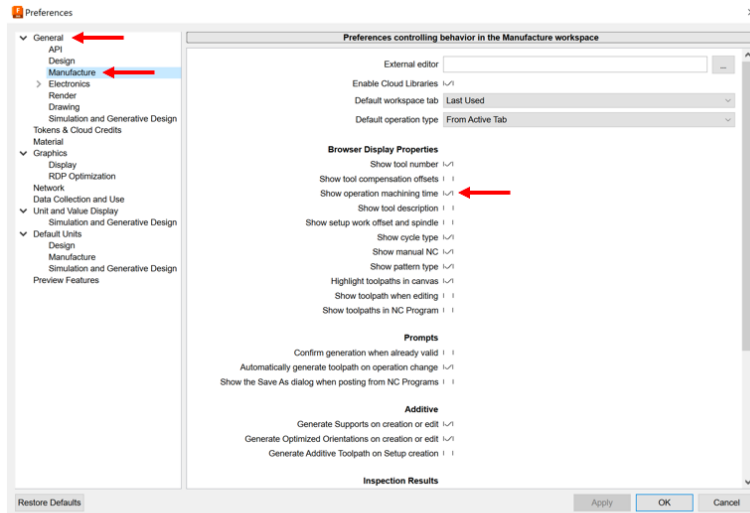 Preferences
General
API
Design
Manufacture
Electronics
Render
Drawing
Simulation and Generative Design
Tokens & Cloud Credits
Material
Graphics
Display
RDP Optimization
Network
Data Collection and Use
Unit and Value Display
Simulation and Generative Design
Default Units
Design
Manufacture
Simulation and Generative Design
Preview Features
Restore Defaults
Preferences controlling behavior in the Manufacture workspace
External editor
...
Enable Cloud Libraries
Default workspace tab Last Used
Default operation type From Active Tab
Browser Display Properties
Show tool number
Show tool compensation offsets
Show operation machining time
Show tool description
Show setup work offset and spindle
Show cycle type
Show manual NC
Show pattern type
Highlight toolpaths in canvas
Show toolpath when editing
Show toolpaths in NC Program
Prompts
Confirm generation when already valid
Automatically generate toolpath on operation change
Show the Save As dialog when posting from NC Programs
Additive
Generate Supports on creation or edit
Generate Optimized Orientations on creation or edit
Generate Additive Toolpath on Setup creation
Inspection Results
Apply OK Cancel